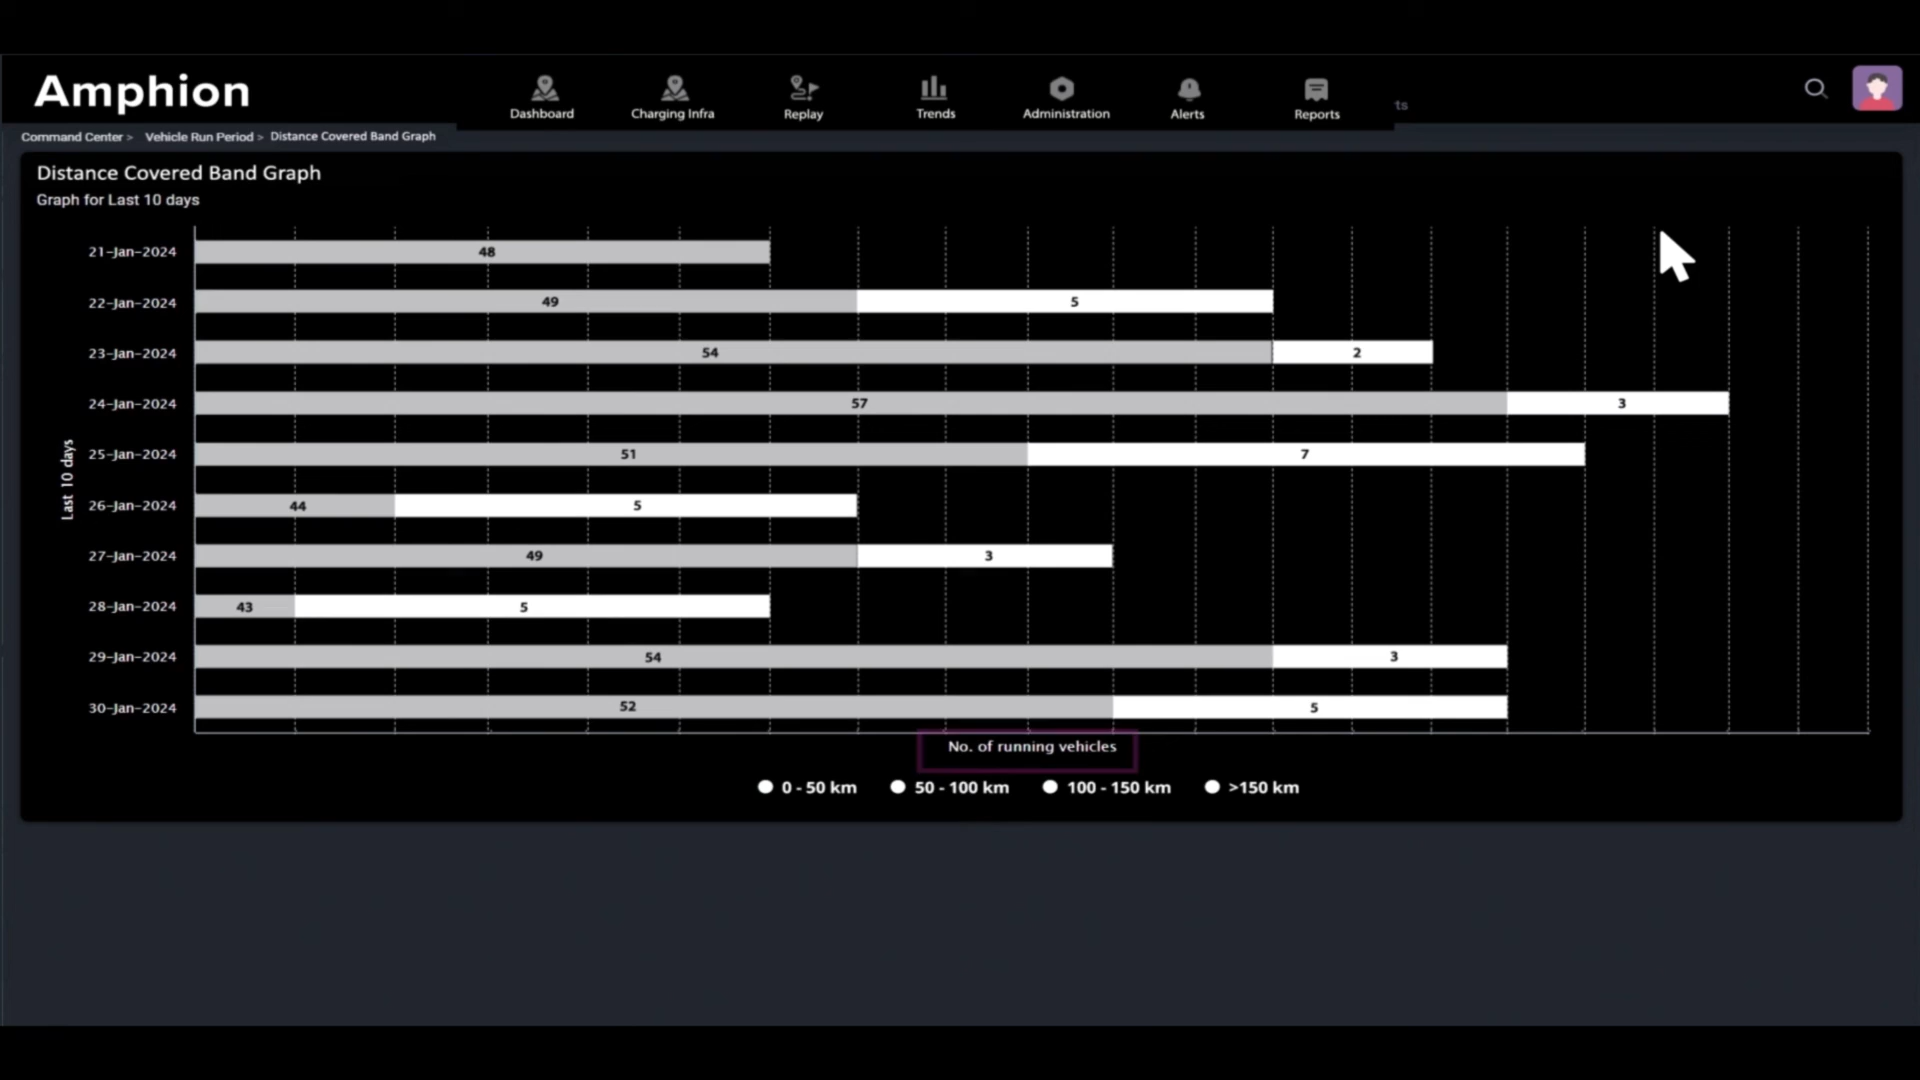 Amphion
Dashboard
Charging Infra
Replay
Trends
Administration
Alerts
Reports
ts
Command Center > Vehicle Run Period > Distance Covered Band Graph
Distance Covered Band Graph
Graph for Last 10 days
Last 10 days
21-Jan-2024 48
22-Jan-2024 49 5
23-Jan-2024 54 2
24-Jan-2024 57 3
25-Jan-2024 51 7
26-Jan-2024 44 5
27-Jan-2024 49 3
28-Jan-2024 43 5
29-Jan-2024 54 3
30-Jan-2024 52 5
No. of running vehicles
0 - 50 km 50 - 100 km 100 - 150 km >150 km